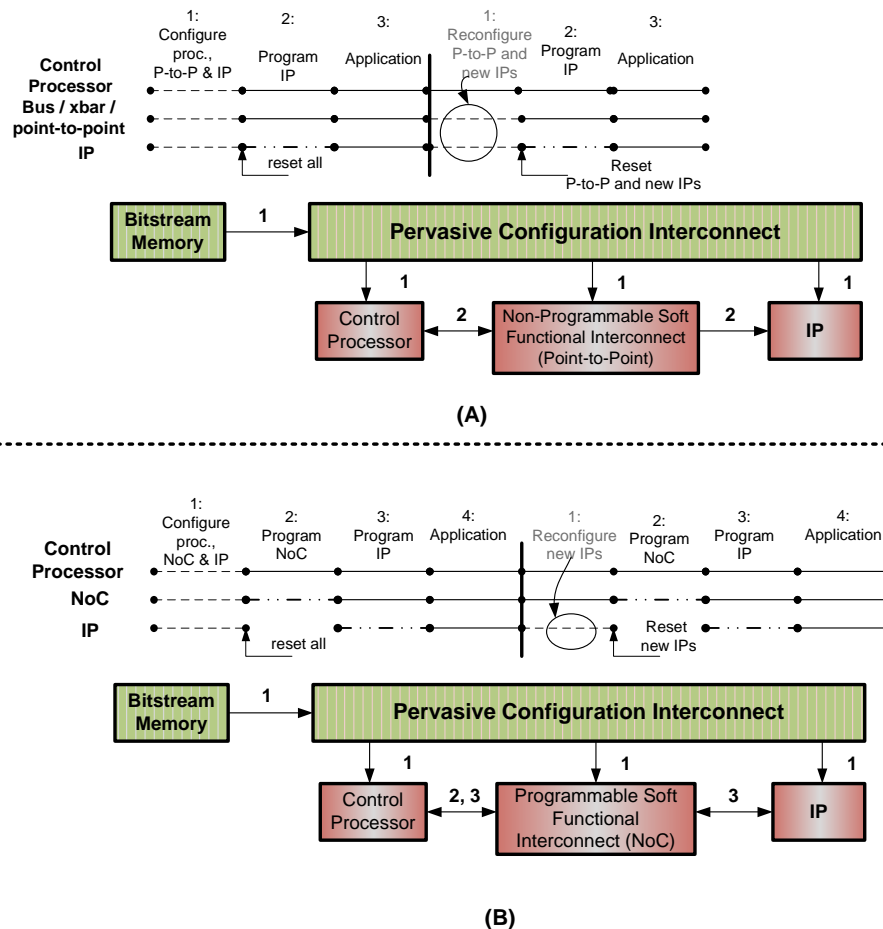 1:
Configure
proc.,
P-to-P & IP
2:
Program
IP
3:
Application
1:
Reconfigure
P-to-P and
new IPs
2:
Program
IP
3:
Application
Control
Processor
Bus / xbar /
point-to-point
IP
reset all
Reset
P-to-P and new IPs
Bitstream
Memory
1
Pervasive Configuration Interconnect
1
1
1
Control
Processor
2
Non-Programmable Soft
Functional Interconnect
(Point-to-Point)
2
IP
(A)
1:
Configure
proc.,
NoC & IP
2:
Program
NoC
3:
Program
IP
4:
Application
1:
Reconfigure
new IPs
2:
Program
NoC
3:
Program
IP
4:
Application
Control
Processor
NoC
IP
reset all
Reset
new IPs
Bitstream
Memory
1
Pervasive Configuration Interconnect
1
1
1
Control
Processor
2, 3
Programmable Soft
Functional
Interconnect (NoC)
3
IP
(B)